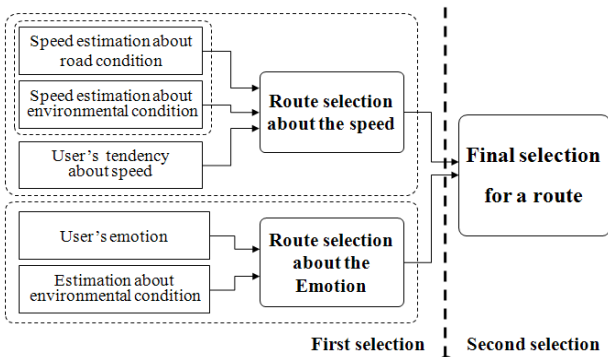 Speed estimation about
road condition
Speed estimation about
environmental condition
User's tendency
about speed
Route selection
about the speed
User's emotion
Estimation about
environmental condition
Route selection
about the
Emotion
Final selection
for a route
First selection
Second selection